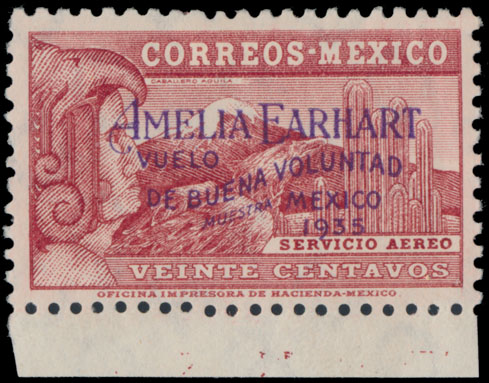 CORREOS-MEXICO
CABALLERO AGUILA
AMELIA EARHART
VUELO
DE BUENA VOLUNTAD
MUESTRA MEXICO
1935
SERVICIO AEREO
VEINTE CENTAVOS
OFICINA IMPRESORA DE HACIENDA-MEXICO.